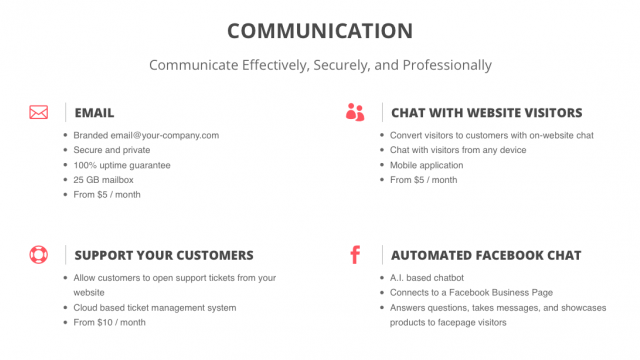 COMMUNICATION
Communicate Effectively, Securely, and Professionally
EMAIL
Branded email@your-company.com
Secure and private
100% uptime guarantee
25 GB mailbox
From $5 / month
CHAT WITH WEBSITE VISITORS
Convert visitors to customers with on-website chat
Chat with visitors from any device
Mobile application
From $5 / month
SUPPORT YOUR CUSTOMERS
Allow customers to open support tickets from your
website
Cloud based ticket management system
From $10 / month
AUTOMATED FACEBOOK CHAT
A.I. based chatbot
Connects to a Facebook Business Page
Answers questions, takes messages, and showcases
products to facepage visitors